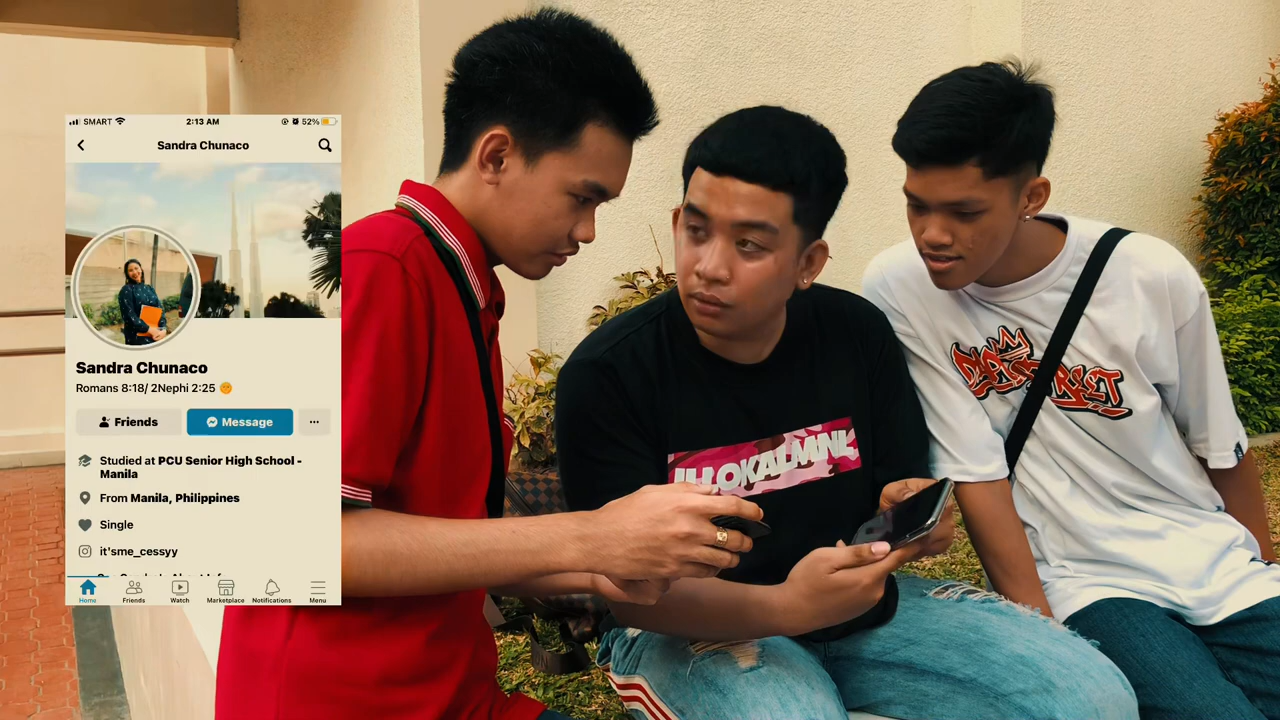 SMART 2:13 AM 52%
Sandra Chunaco
Sandra Chunaco
Romans 8:18/ 2Nephi 2:25
Friends Message
Studied at PCU Senior High School -
Manila
From Manila, Philippines
Single
it'sme_cessyy
Home Friends Watch Marketplace Notifications Menu